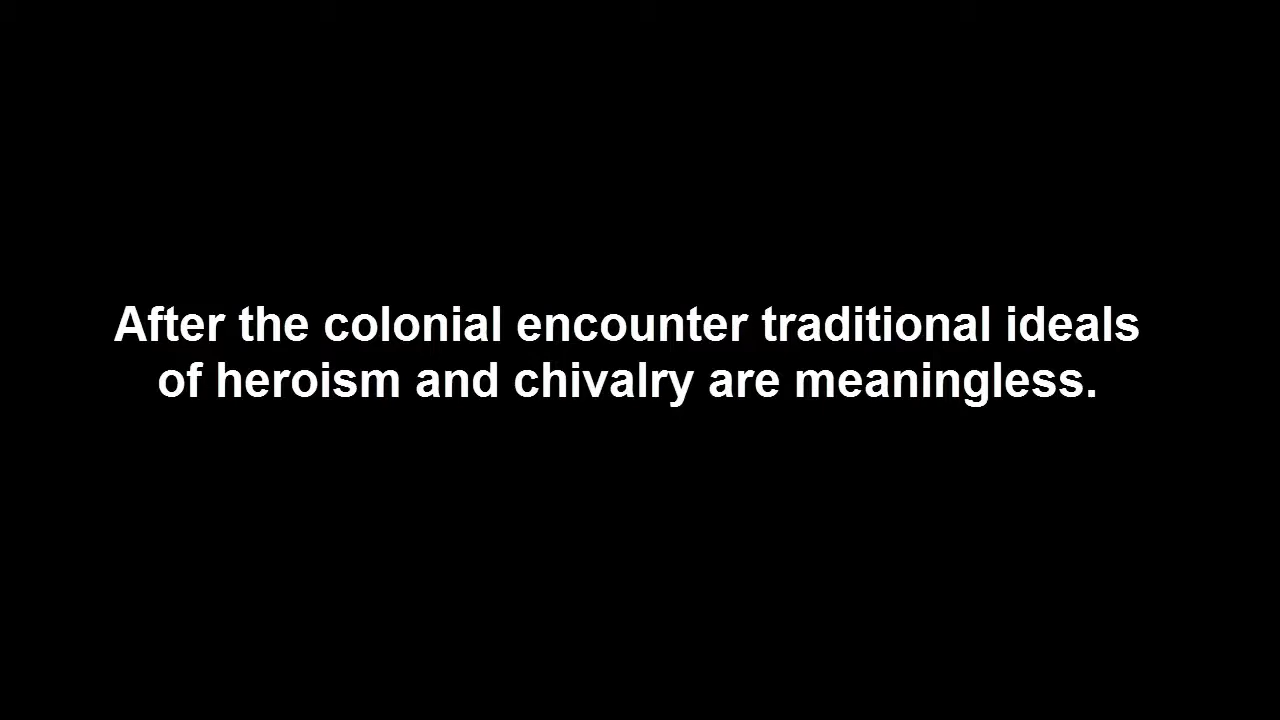 After the colonial encounter traditional ideals
of heroism and chivalry are meaningless.